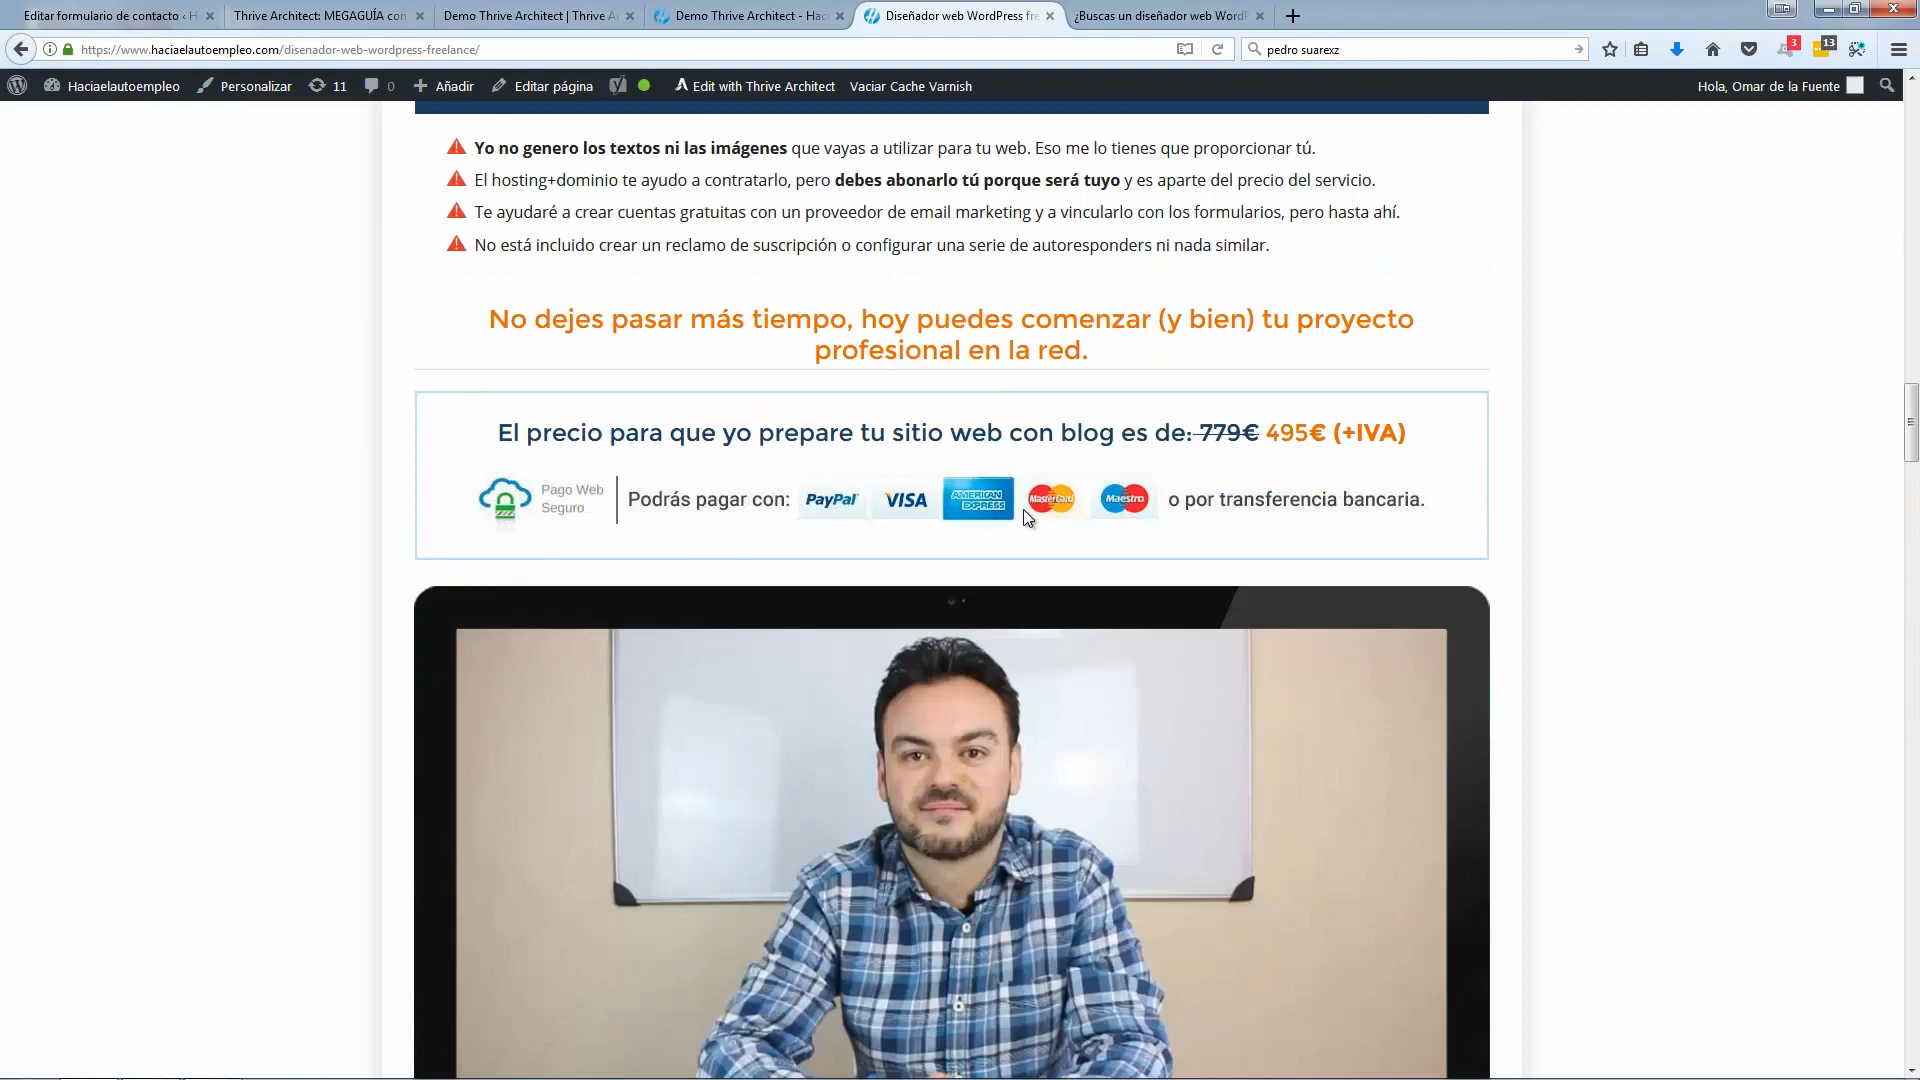 Editar formulario de contacto ‹ H
Thrive Architect: MEGAGUÍA con
Demo Thrive Architect | Thrive A
Demo Thrive Architect - Haci
Diseñador web WordPress fre
¿Buscas un diseñador web WordP
https://www.haciaelautoempleo.com/disenador-web-wordpress-freelance/
pedro suarexz
3
13
Haciaelautoempleo
Personalizar
11
0
Añadir
Editar página
Edit with Thrive Architect
Vaciar Cache Varnish
Hola, Omar de la Fuente
Yo no genero los textos ni las imágenes que vayas a utilizar para tu web. Eso me lo tienes que proporcionar tú.
El hosting+dominio te ayudo a contratarlo, pero debes abonarlo tú porque será tuyo y es aparte del precio del servicio.
Te ayudaré a crear cuentas gratuitas con un proveedor de email marketing y a vincularlo con los formularios, pero hasta ahí.
No está incluido crear un reclamo de suscripción o configurar una serie de autoresponders ni nada similar.
No dejes pasar más tiempo, hoy puedes comenzar (y bien) tu proyecto
profesional en la red.
El precio para que yo prepare tu sitio web con blog es de: 779€ 495€ (+IVA)
Pago Web
Seguro
Podrás pagar con:
PayPal
VISA
AMERICAN
EXPRESS
MasterCard
Maestro
o por transferencia bancaria.